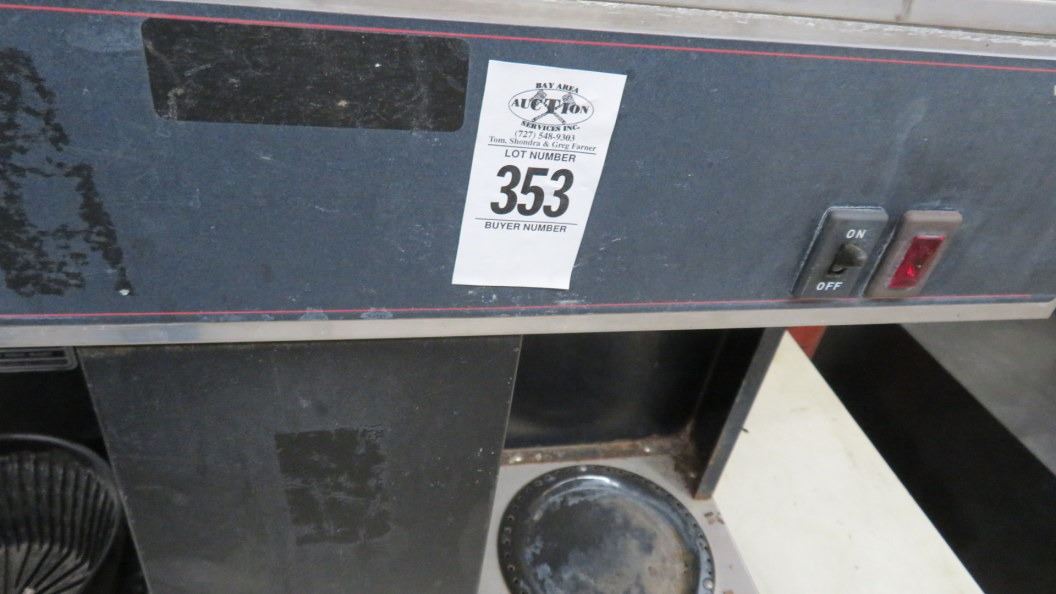 BAY AREA
AUCTION
SERVICES INC.
(727) 548-9303
Tom, Shondra & Greg Farner
LOT NUMBER
353
BUYER NUMBER
ON
OFF